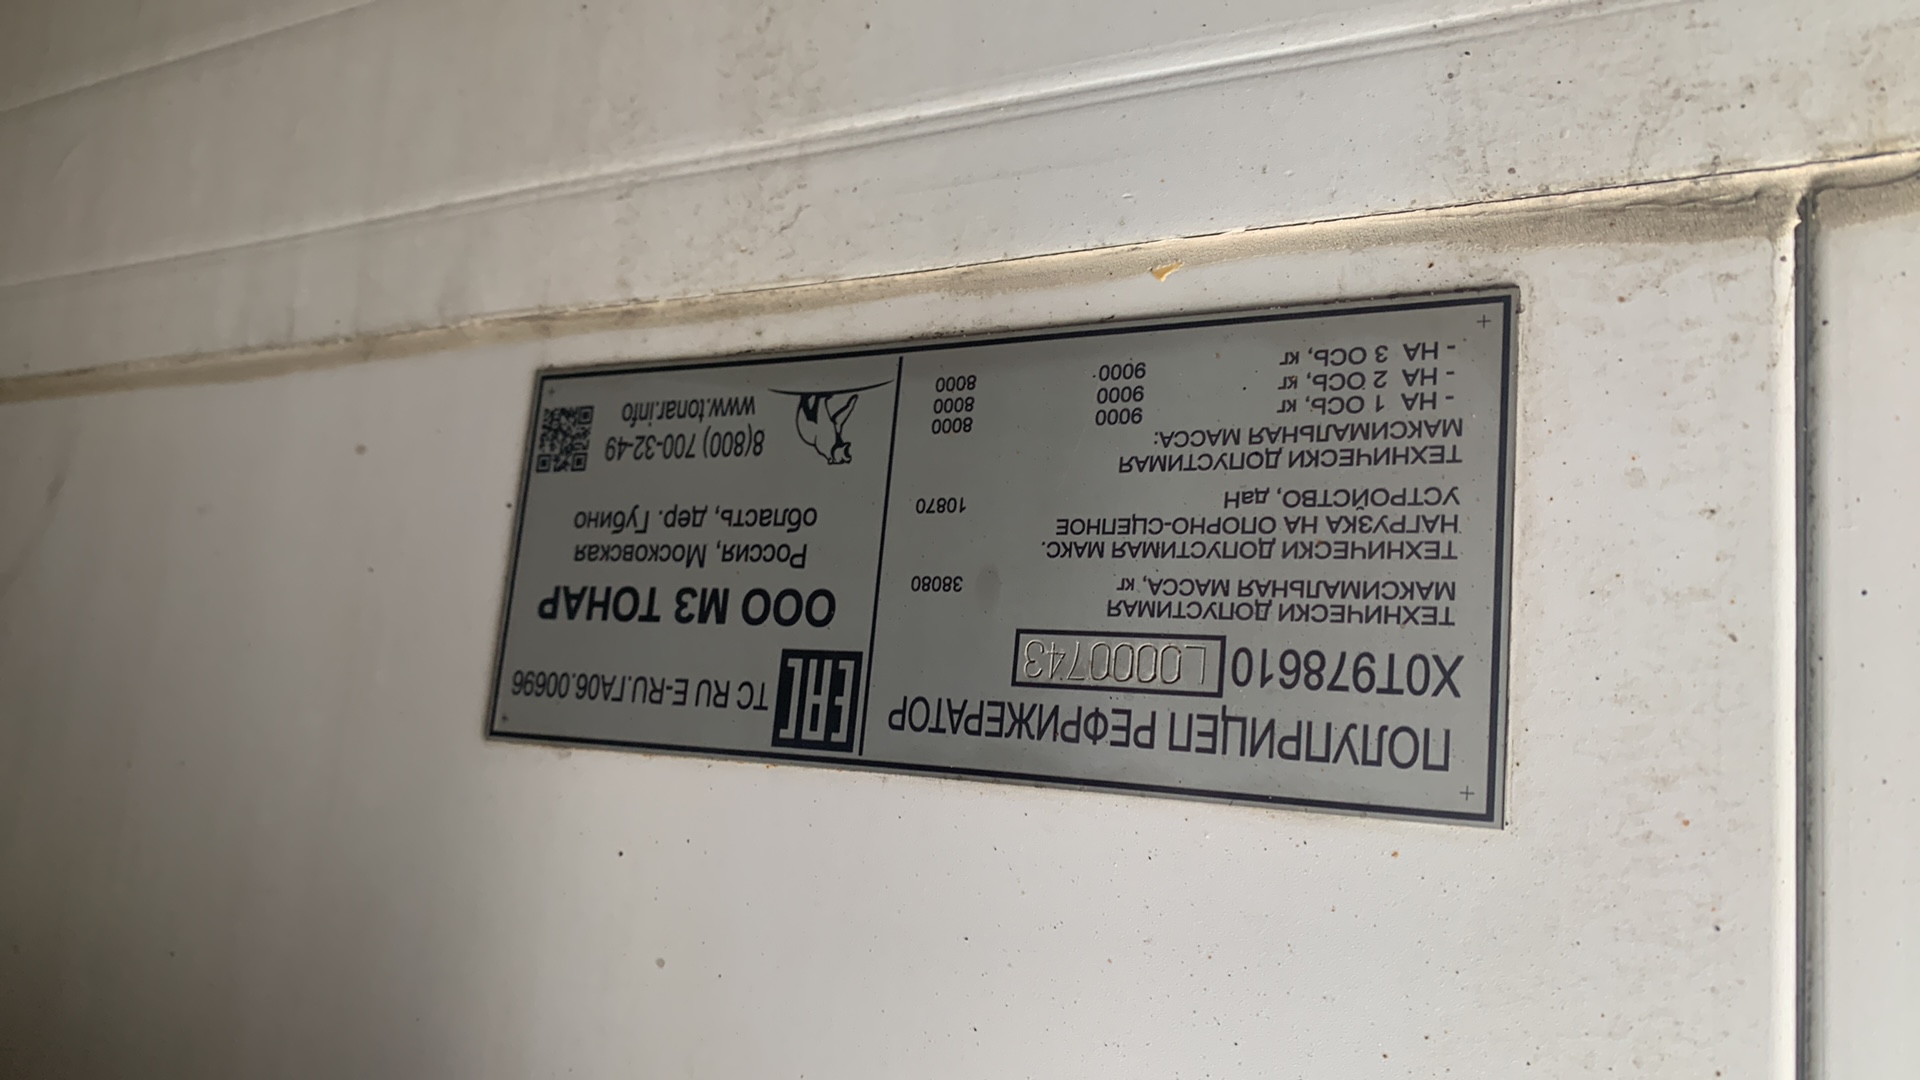 ПОЛУПРИЦЕП РЕФРИЖЕРАТОР
X0T978610 L0000743
ТЕХНИЧЕСКИ ДОПУСТИМАЯ
МАКСИМАЛЬНАЯ МАССА, кг 38080
ТЕХНИЧЕСКИ ДОПУСТИМАЯ МАКС.
НАГРУЗКА НА ОПОРНО-СЦЕПНОЕ
УСТРОЙСТВО, даН 10870
ТЕХНИЧЕСКИ ДОПУСТИМАЯ
МАКСИМАЛЬНАЯ МАССА:
- НА 1 ОСЬ, кг 9000 8000
- НА 2 ОСЬ, кг 9000 8000
- НА 3 ОСЬ, кг 9000 8000
EAC ТС RU E-RU.ГА06.00696
ООО МЗ ТОНАР
Россия, Московская
область, дер. Губино
8(800) 700-32-49
www.tonar.info